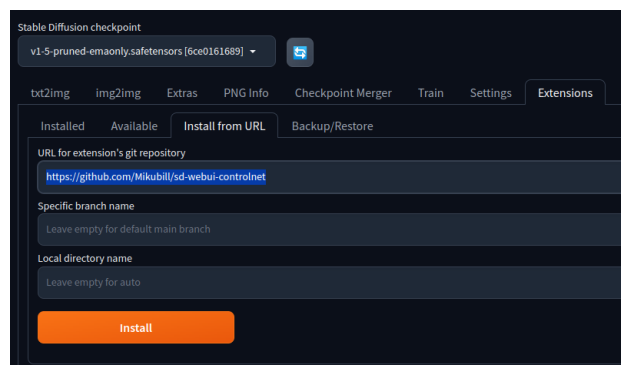 Stable Diffusion checkpoint
v1-5-pruned-emaonly.safetensors [6ce0161689]
txt2img img2img Extras PNG Info Checkpoint Merger Train Settings Extensions
Installed Available Install from URL Backup/Restore
URL for extension's git repository
https://github.com/Mikubill/sd-webui-controlnet
Specific branch name
Leave empty for default main branch
Local directory name
Leave empty for auto
Install